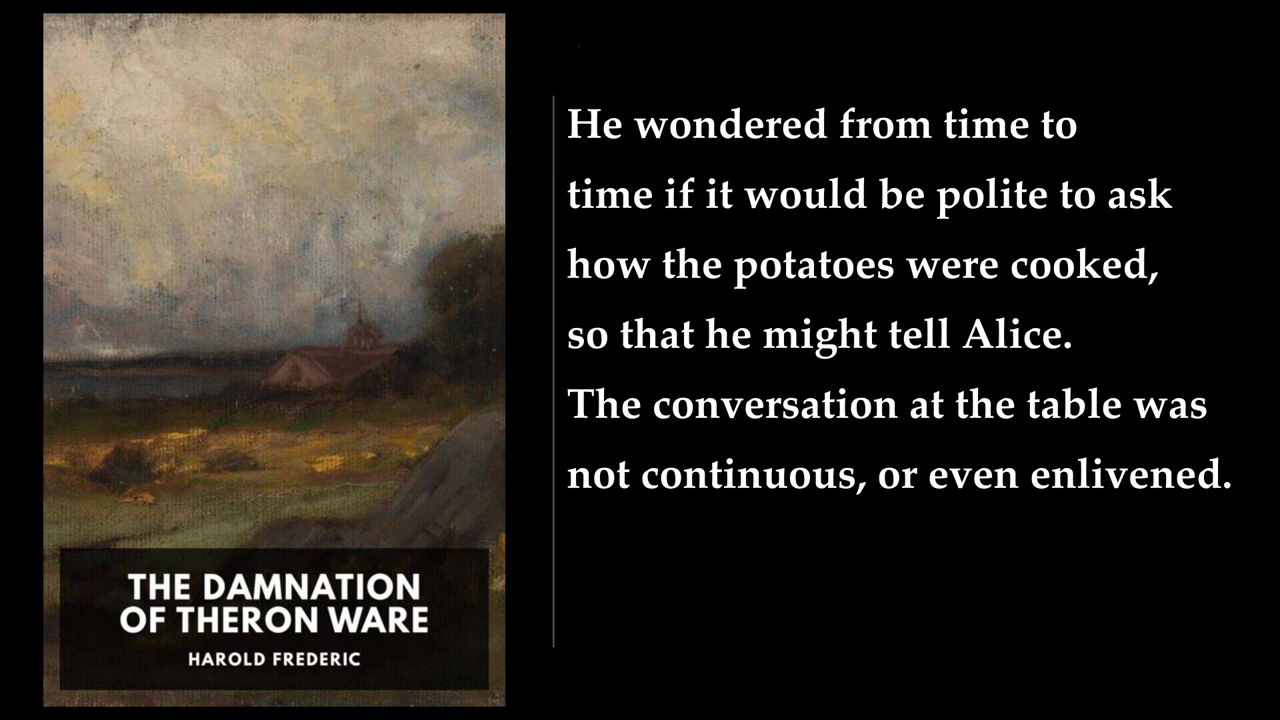 He wondered from time to
time if it would be polite to ask
how the potatoes were cooked,
so that he might tell Alice.
The conversation at the table was
not continuous, or even enlivened.
THE DAMNATION
OF THERON WARE
HAROLD FREDERIC